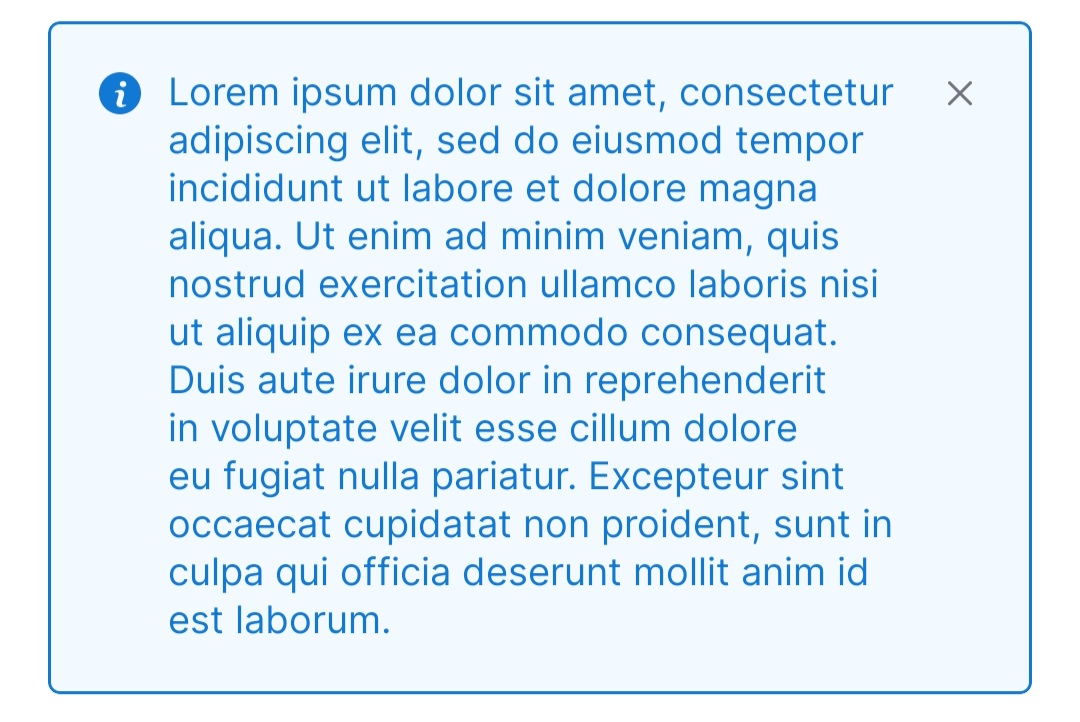 Lorem ipsum dolor sit amet, consectetur
adipiscing elit, sed do eiusmod tempor
incididunt ut labore et dolore magna
aliqua. Ut enim ad minim veniam, quis
nostrud exercitation ullamco laboris nisi
ut aliquip ex ea commodo consequat.
Duis aute irure dolor in reprehenderit
in voluptate velit esse cillum dolore
eu fugiat nulla pariatur. Excepteur sint
occaecat cupidatat non proident, sunt in
culpa qui officia deserunt mollit anim id
est laborum.